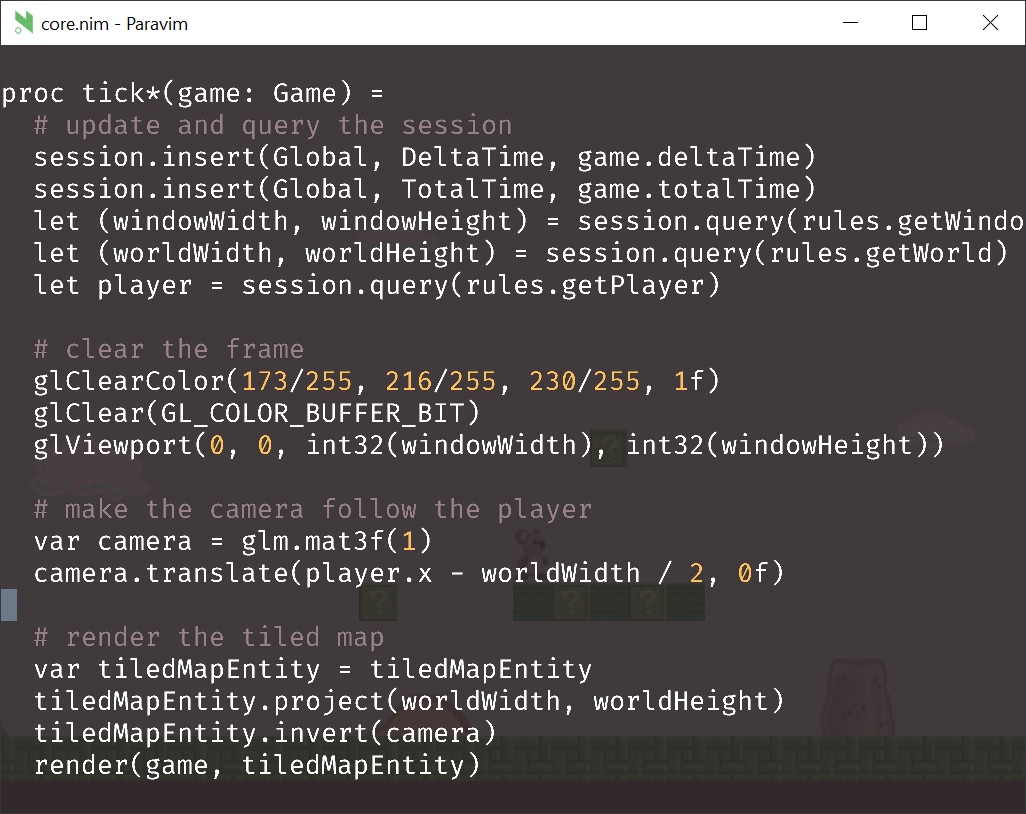 core.nim - Paravim
proc tick*(game: Game) =
  # update and query the session
  session.insert(Global, DeltaTime, game.deltaTime)
  session.insert(Global, TotalTime, game.totalTime)
  let (windowWidth, windowHeight) = session.query(rules.getWindo
  let (worldWidth, worldHeight) = session.query(rules.getWorld)
  let player = session.query(rules.getPlayer)
  # clear the frame
  glClearColor(173/255, 216/255, 230/255, 1f)
  glClear(GL_COLOR_BUFFER_BIT)
  glViewport(0, 0, int32(windowWidth), int32(windowHeight))
  # make the camera follow the player
  var camera = glm.mat3f(1)
  camera.translate(player.x - worldWidth / 2, 0f)
  # render the tiled map
  var tiledMapEntity = tiledMapEntity
  tiledMapEntity.project(worldWidth, worldHeight)
  tiledMapEntity.invert(camera)
  render(game, tiledMapEntity)